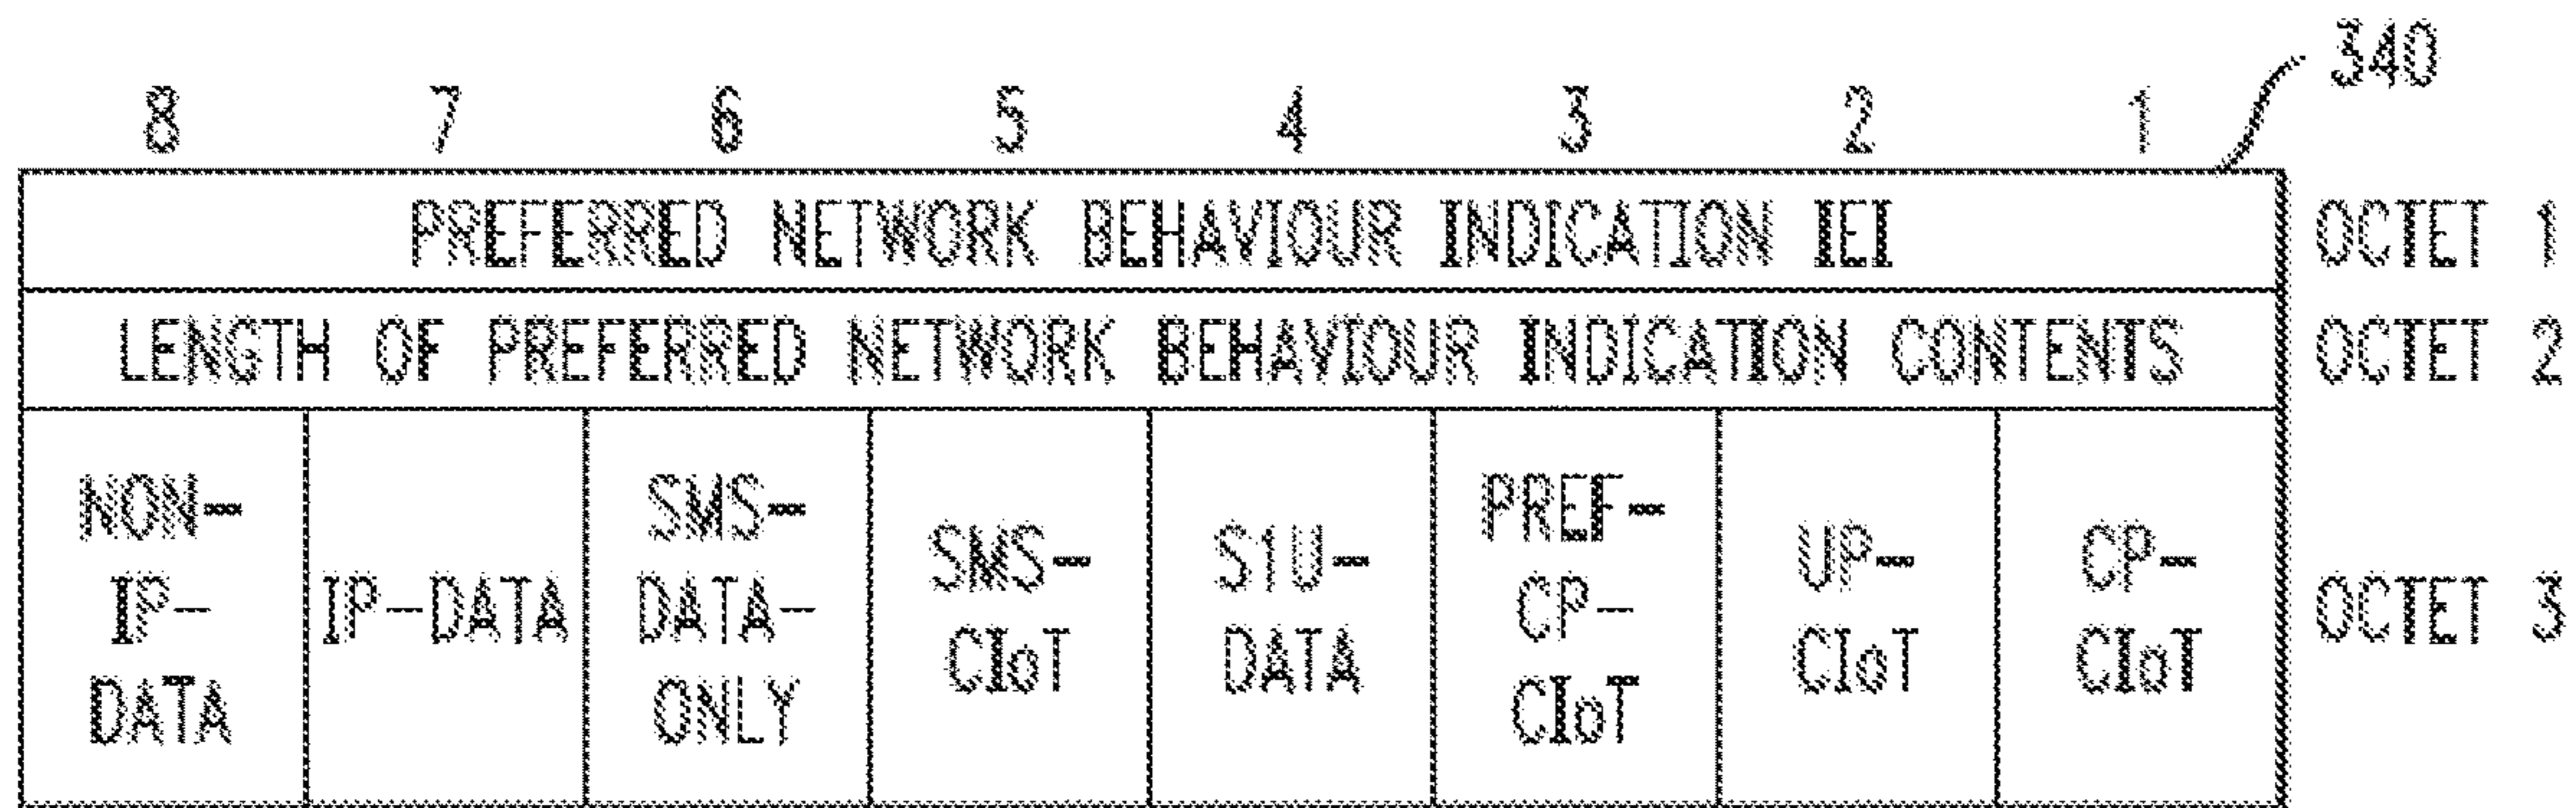 340
8 7 6 5 4 3 2 1
PREFERRED NETWORK BEHAVIOUR INDICATION IEI OCTET 1
LENGTH OF PREFERRED NETWORK BEHAVIOUR INDICATION CONTENTS OCTET 2
NON-
IP-
DATA
IP-DATA
SMS-
DATA-
ONLY
SMS-
CIoT
S1U-
DATA
PREF-
CP-
CIoT
UP-
CIoT
CP-
CIoT
OCTET 3